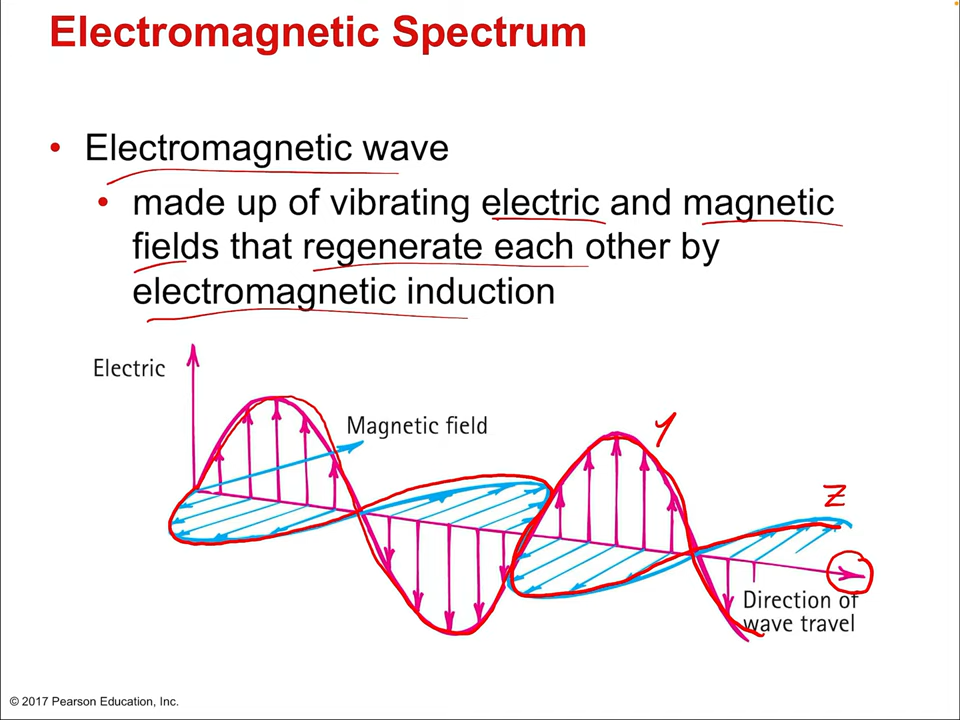 Electromagnetic Spectrum
• Electromagnetic wave
• made up of vibrating electric and magnetic
fields that regenerate each other by
electromagnetic induction
Electric
Magnetic field
Y
Z
Direction of
wave travel
© 2017 Pearson Education, Inc.